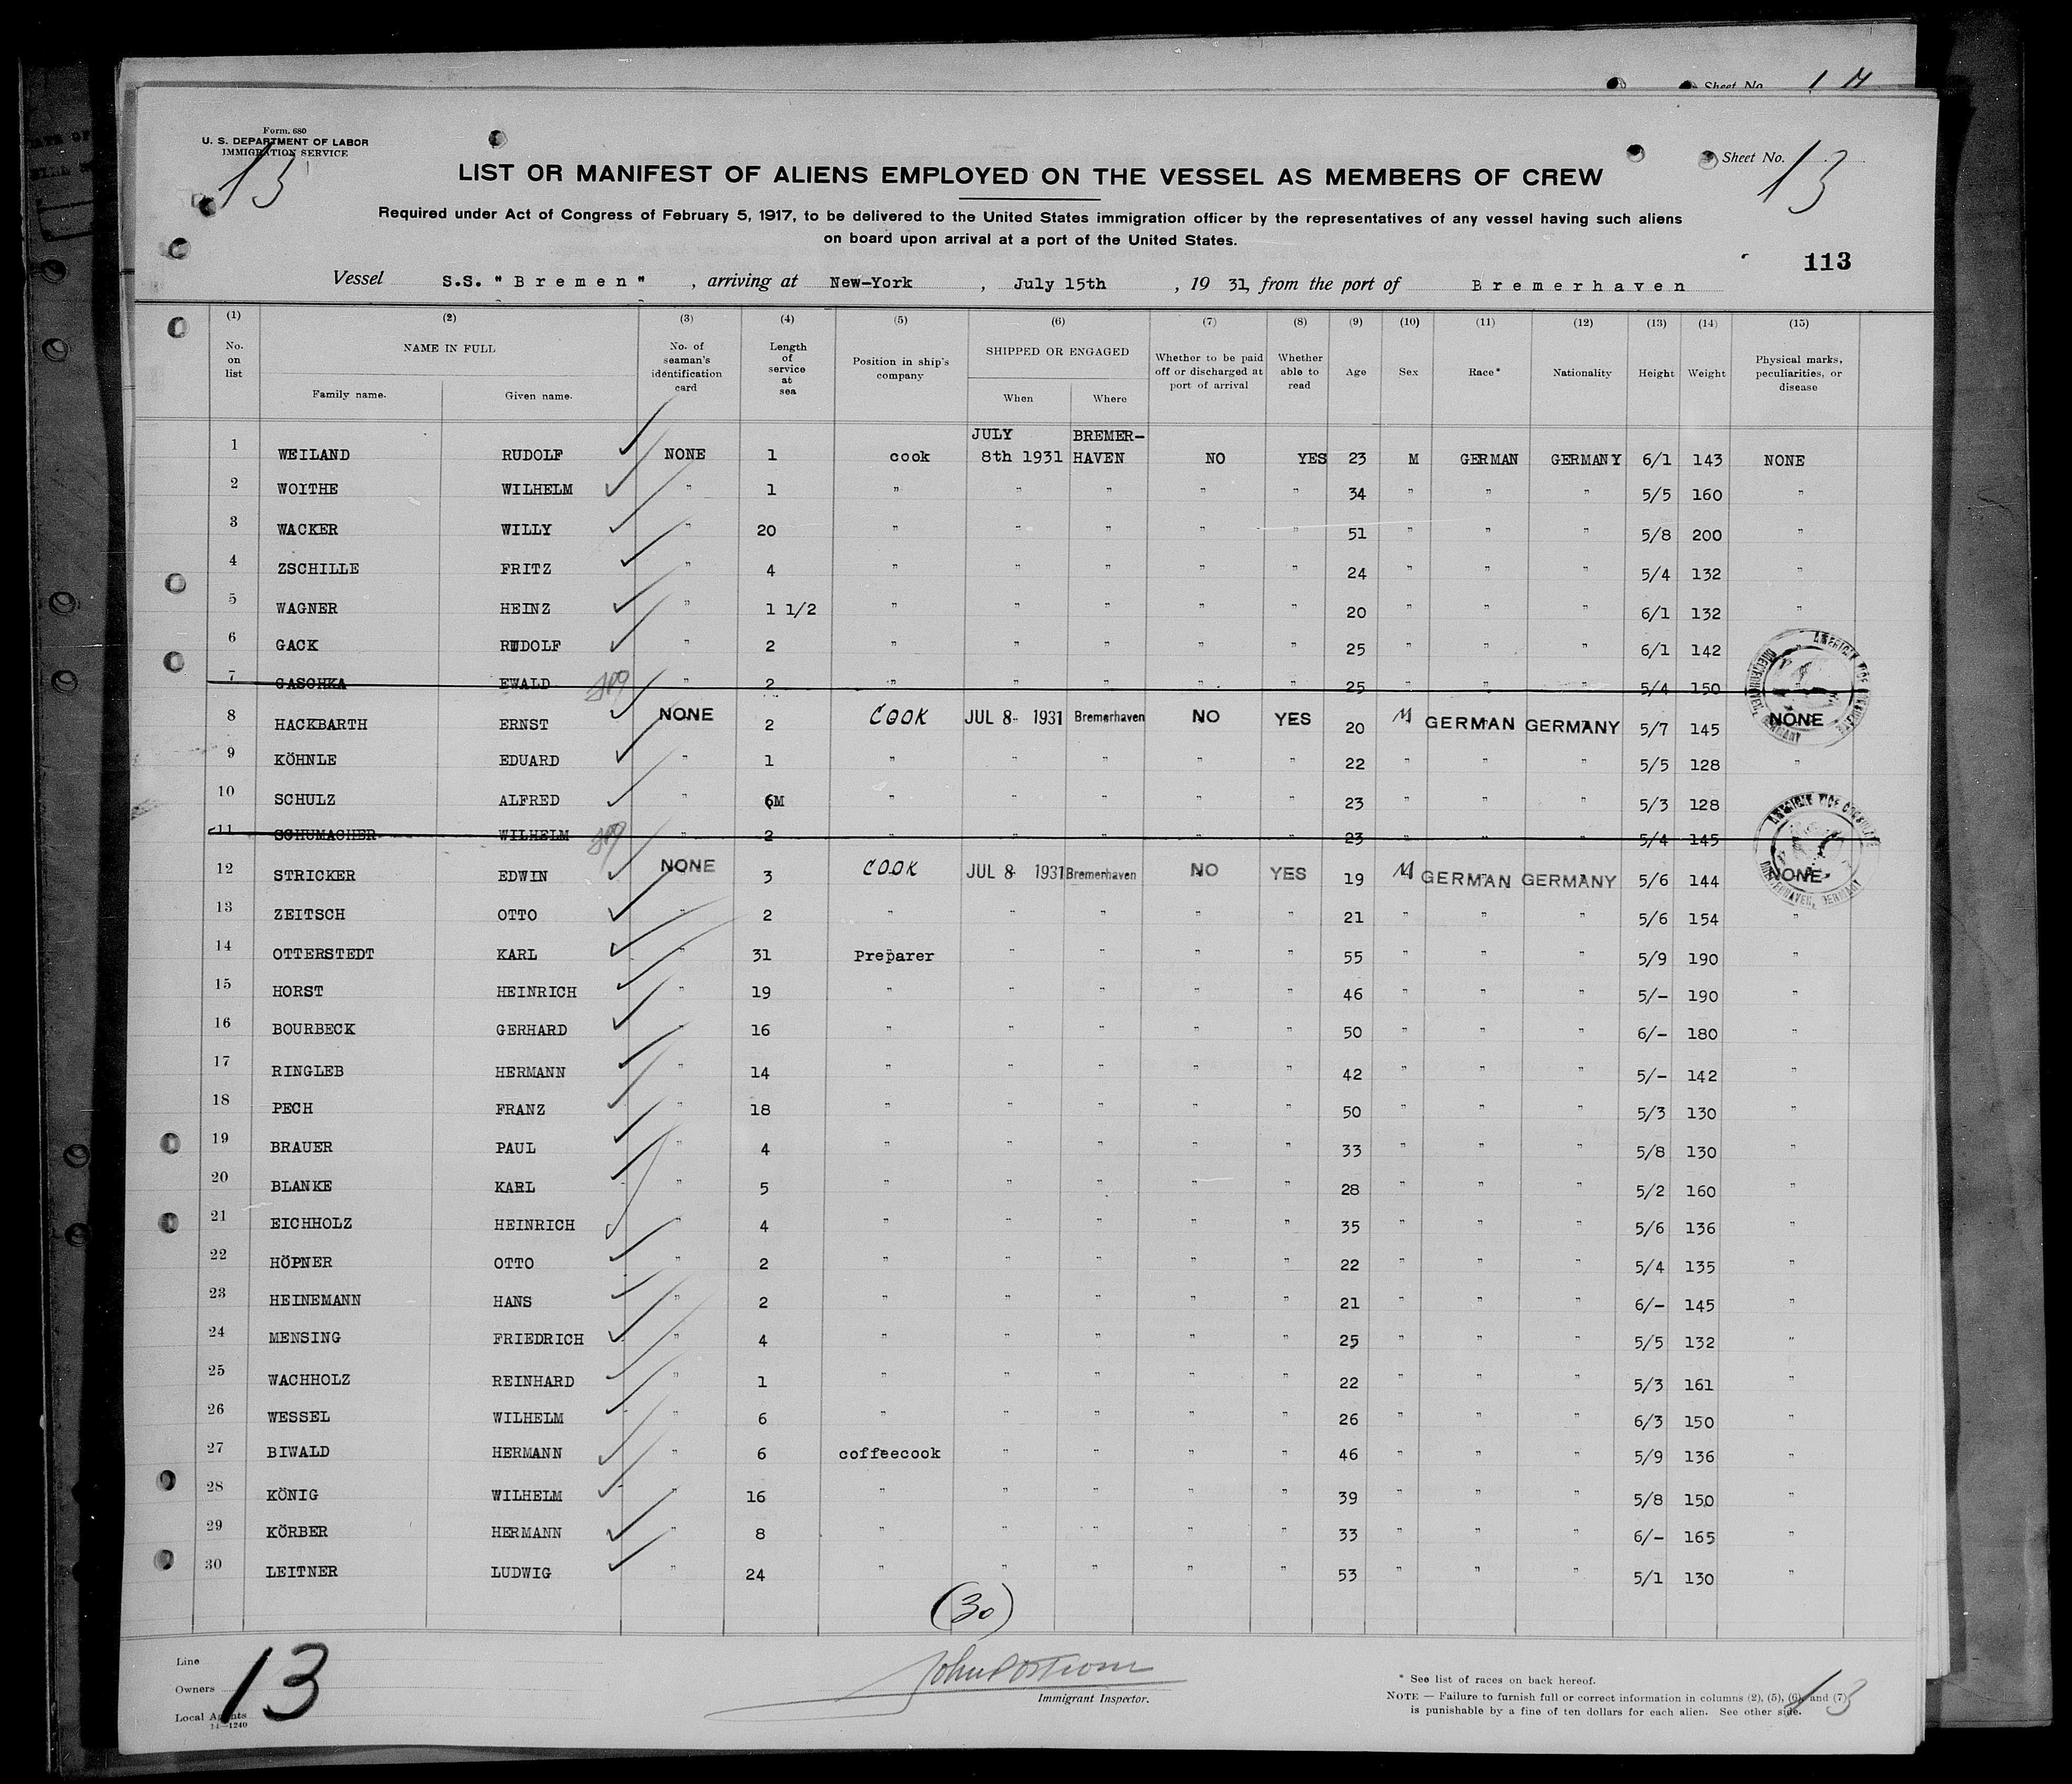 Sheet No. 14
Form. 680
U. S. DEPARTMENT OF LABOR
IMMIGRATION SERVICE
13
Sheet No. 13
LIST OR MANIFEST OF ALIENS EMPLOYED ON THE VESSEL AS MEMBERS OF CREW
Required under Act of Congress of February 5, 1917, to be delivered to the United States immigration officer by the representatives of any vessel having such aliens
on board upon arrival at a port of the United States.
113
Vessel S.S. "Bremen", arriving at New-York, July 15th, 1931, from the port of Bremerhaven
(1) (2) (3) (4) (5) (6) (7) (8) (9) (10) (11) (12) (13) (14) (15)
No. on list NAME IN FULL Family name. Given name. No. of seaman's identification card Length of service at sea Position in ship's company SHIPPED OR ENGAGED When Where Whether to be paid off or discharged at port of arrival Whether able to read Age Sex Race* Nationality Height Weight Physical marks, peculiarities, or disease
1 WEILAND RUDOLF NONE 1 cook JULY 8th 1931 BREMER-HAVEN NO YES 23 M GERMAN GERMANY 6/1 143 NONE
2 WOITHE WILHELM " 1 " " " " " 34 " " " 5/5 160 "
3 WACKER WILLY " 20 " " " " " 51 " " " 5/8 200 "
4 ZSCHILLE FRITZ " 4 " " " " " 24 " " " 5/4 132 "
5 WAGNER HEINZ " 1 1/2 " " " " " 20 " " " 6/1 132 "
6 GACK RUDOLF " 2 " " " " " 25 " " " 6/1 142 "
7 GASCHKA EWALD " 2 " " " " " 25 " " " 5/4 150
8 HACKBARTH ERNST NONE 2 COOK JUL 8- 1931 Bremerhaven NO YES 20 M GERMAN GERMANY 5/7 145 NONE
9 KÖHNLE EDUARD " 1 " " " " " 22 " " " 5/5 128 "
10 SCHULZ ALFRED " 6M " " " " " 23 " " " 5/3 128
11 SCHUMACHER WILHELM " 2 " " " " " 23 " " " 5/4 145
AMERICAN VICE CONSULATE BREMERHAVEN, GERMANY
12 STRICKER EDWIN NONE 3 COOK JUL 8- 1931 Bremerhaven NO YES 19 M GERMAN GERMANY 5/6 144 NONE
13 ZEITSCH OTTO " 2 " " " " " 21 " " " 5/6 154 "
14 OTTERSTEDT KARL " 31 Preparer " " " " 55 " " " 5/9 190 "
15 HORST HEINRICH " 19 " " " " " 46 " " " 5/- 190 "
16 BOURBECK GERHARD " 16 " " " " " 50 " " " 6/- 180 "
17 RINGLEB HERMANN " 14 " " " " " 42 " " " 5/- 142 "
18 PECH FRANZ " 18 " " " " " 50 " " " 5/3 130 "
19 BRAUER PAUL " 4 " " " " " 33 " " " 5/8 130 "
20 BLANKE KARL " 5 " " " " " 28 " " " 5/2 160 "
21 EICHHOLZ HEINRICH " 4 " " " " " 35 " " " 5/6 136 "
22 HÖPNER OTTO " 2 " " " " " 22 " " " 5/4 135 "
23 HEINEMANN HANS " 2 " " " " " 21 " " " 6/- 145 "
24 MENSING FRIEDRICH " 4 " " " " " 25 " " " 5/5 132 "
25 WACHHOLZ REINHARD " 1 " " " " " 22 " " " 5/3 161 "
26 WESSEL WILHELM " 6 " " " " " 26 " " " 6/3 150 "
27 BIWALD HERMANN " 6 coffeecook " " " " 46 " " " 5/9 136 "
28 KÖNIG WILHELM " 16 " " " " " 39 " " " 5/8 150 "
29 KÖRBER HERMANN " 8 " " " " " 33 " " " 6/- 165 "
30 LEITNER LUDWIG " 24 " " " " " 53 " " " 5/1 130 "
(30)
Line
Owners
Local Agents
14-1240
13
Immigrant Inspector.
* See list of races on back hereof.
NOTE — Failure to furnish full or correct information in columns (2), (5), (6), and (7)
is punishable by a fine of ten dollars for each alien. See other side.
13